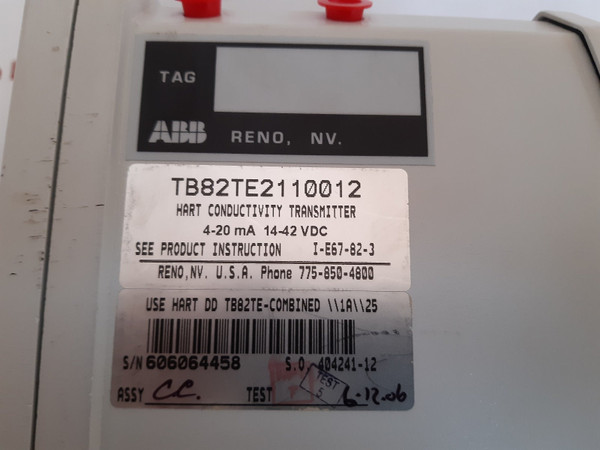 TAG
ABB RENO, NV.
TB82TE2110012
HART CONDUCTIVITY TRANSMITTER
4-20 mA 14-42 VDC
SEE PRODUCT INSTRUCTION I-E67-82-3
RENO,NV. U.S.A. Phone 775-850-4800
USE HART DD TB82TE-COMBINED \\1A\\25
S/N 606064458 S.O. 404241-12
ASSY C.C. TEST TEST 5 6-12-06